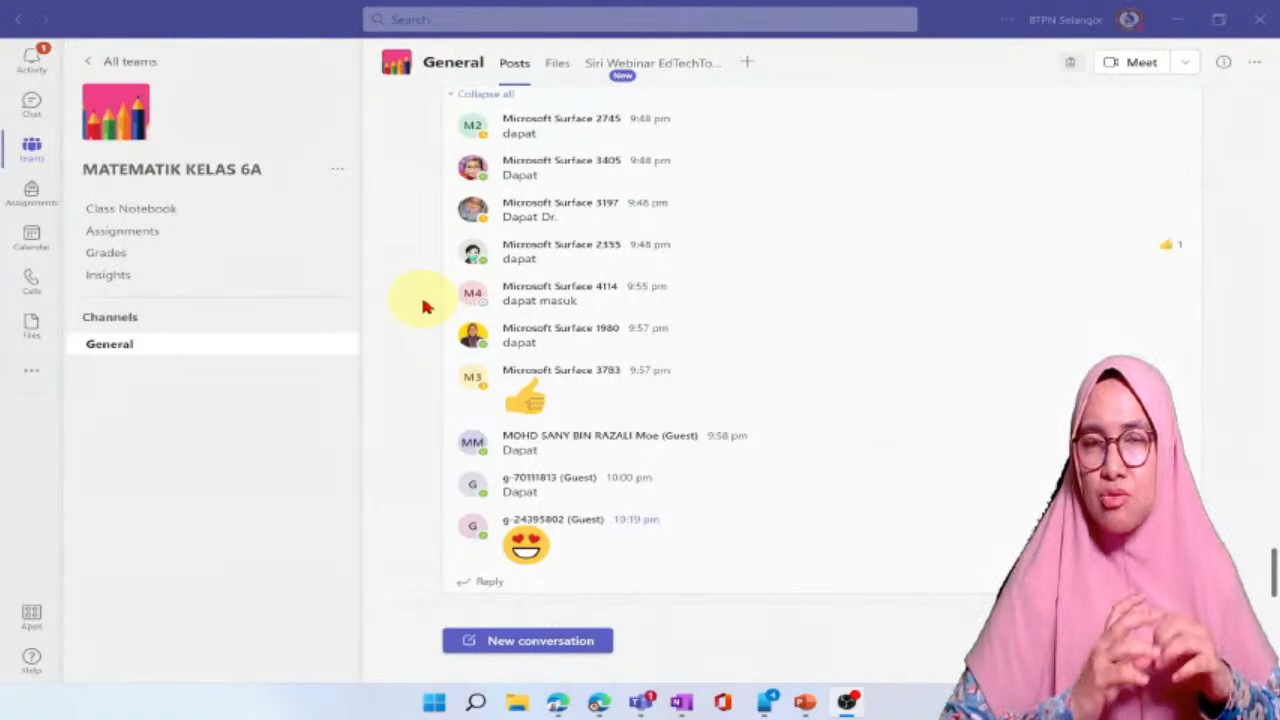 Search
BTPN Selangor
Activity
Chat
Teams
Assignments
Calendar
Calls
Files
Apps
Help
All teams
MATEMATIK KELAS 6A
Class Notebook
Assignments
Grades
Insights
Channels
General
General Posts Files Siri Webinar EdTechTo...
New
Meet
Collapse all
M2 Microsoft Surface 2745 9:48 pm
dapat
Microsoft Surface 3405 9:48 pm
Dapat
Microsoft Surface 3197 9:48 pm
Dapat Dr.
Microsoft Surface 2355 9:48 pm
dapat
1
M4 Microsoft Surface 4114 9:55 pm
dapat masuk
Microsoft Surface 1980 9:57 pm
dapat
M3 Microsoft Surface 3783 9:57 pm
MM MOHD SANY BIN RAZALI Moe (Guest) 9:58 pm
Dapat
G g-70111813 (Guest) 10:00 pm
Dapat
G g-24395802 (Guest) 10:19 pm
Reply
New conversation